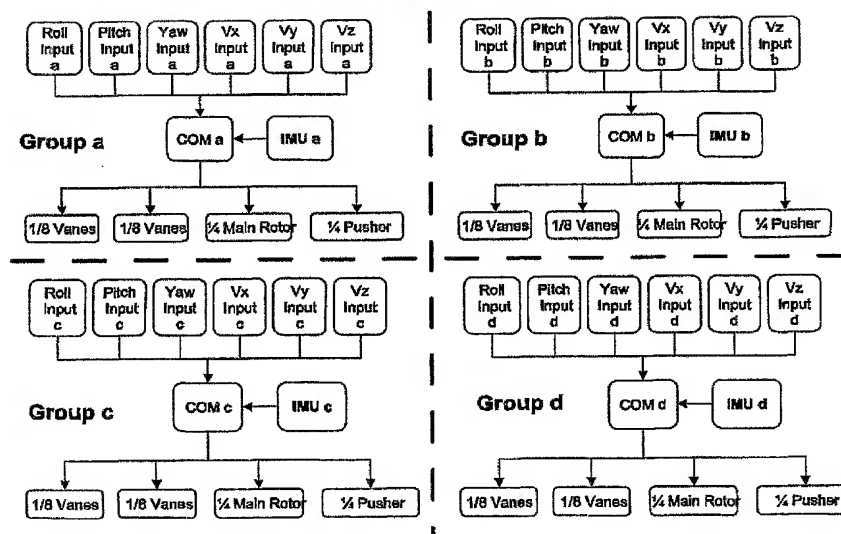 Roll Input a
Pitch Input a
Yaw Input a
Vx Input a
Vy Input a
Vz Input a
Group a
COM a
IMU a
1/8 Vanes
1/8 Vanes
¼ Main Rotor
¼ Pusher
Roll Input b
Pitch Input b
Yaw Input b
Vx Input b
Vy Input b
Vz Input b
Group b
COM b
IMU b
1/8 Vanes
1/8 Vanes
¼ Main Rotor
¼ Pusher
Roll Input c
Pitch Input c
Yaw Input c
Vx Input c
Vy Input c
Vz Input c
Group c
COM c
IMU c
1/8 Vanes
1/8 Vanes
¼ Main Rotor
¼ Pusher
Roll Input d
Pitch Input d
Yaw Input d
Vx Input d
Vy Input d
Vz Input d
Group d
COM d
IMU d
1/8 Vanes
1/8 Vanes
¼ Main Rotor
¼ Pusher